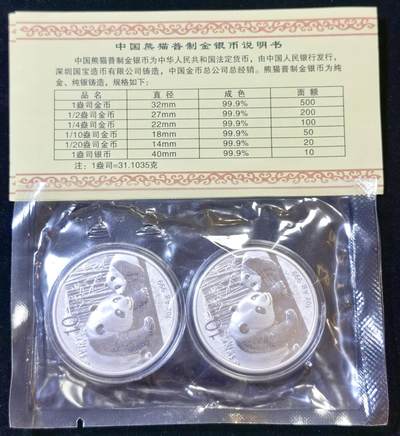 中国熊猫普制金银币说明书
中国熊猫普制金银币为中华人民共和国法定货币，由中国人民银行发行，
深圳国宝造币有限公司铸造，中国金币总公司总经销。熊猫普制金银币为纯
金、纯银铸造，规格如下：
品名 直径 成色 面额
1盎司金币 32mm 99.9% 500
1/2盎司金币 27mm 99.9% 200
1/4盎司金币 22mm 99.9% 100
1/10盎司金币 18mm 99.9% 50
1/20盎司金币 14mm 99.9% 20
1盎司银币 40mm 99.9% 10
注：1盎司=31.1035克
10 YUAN
10 YUAN